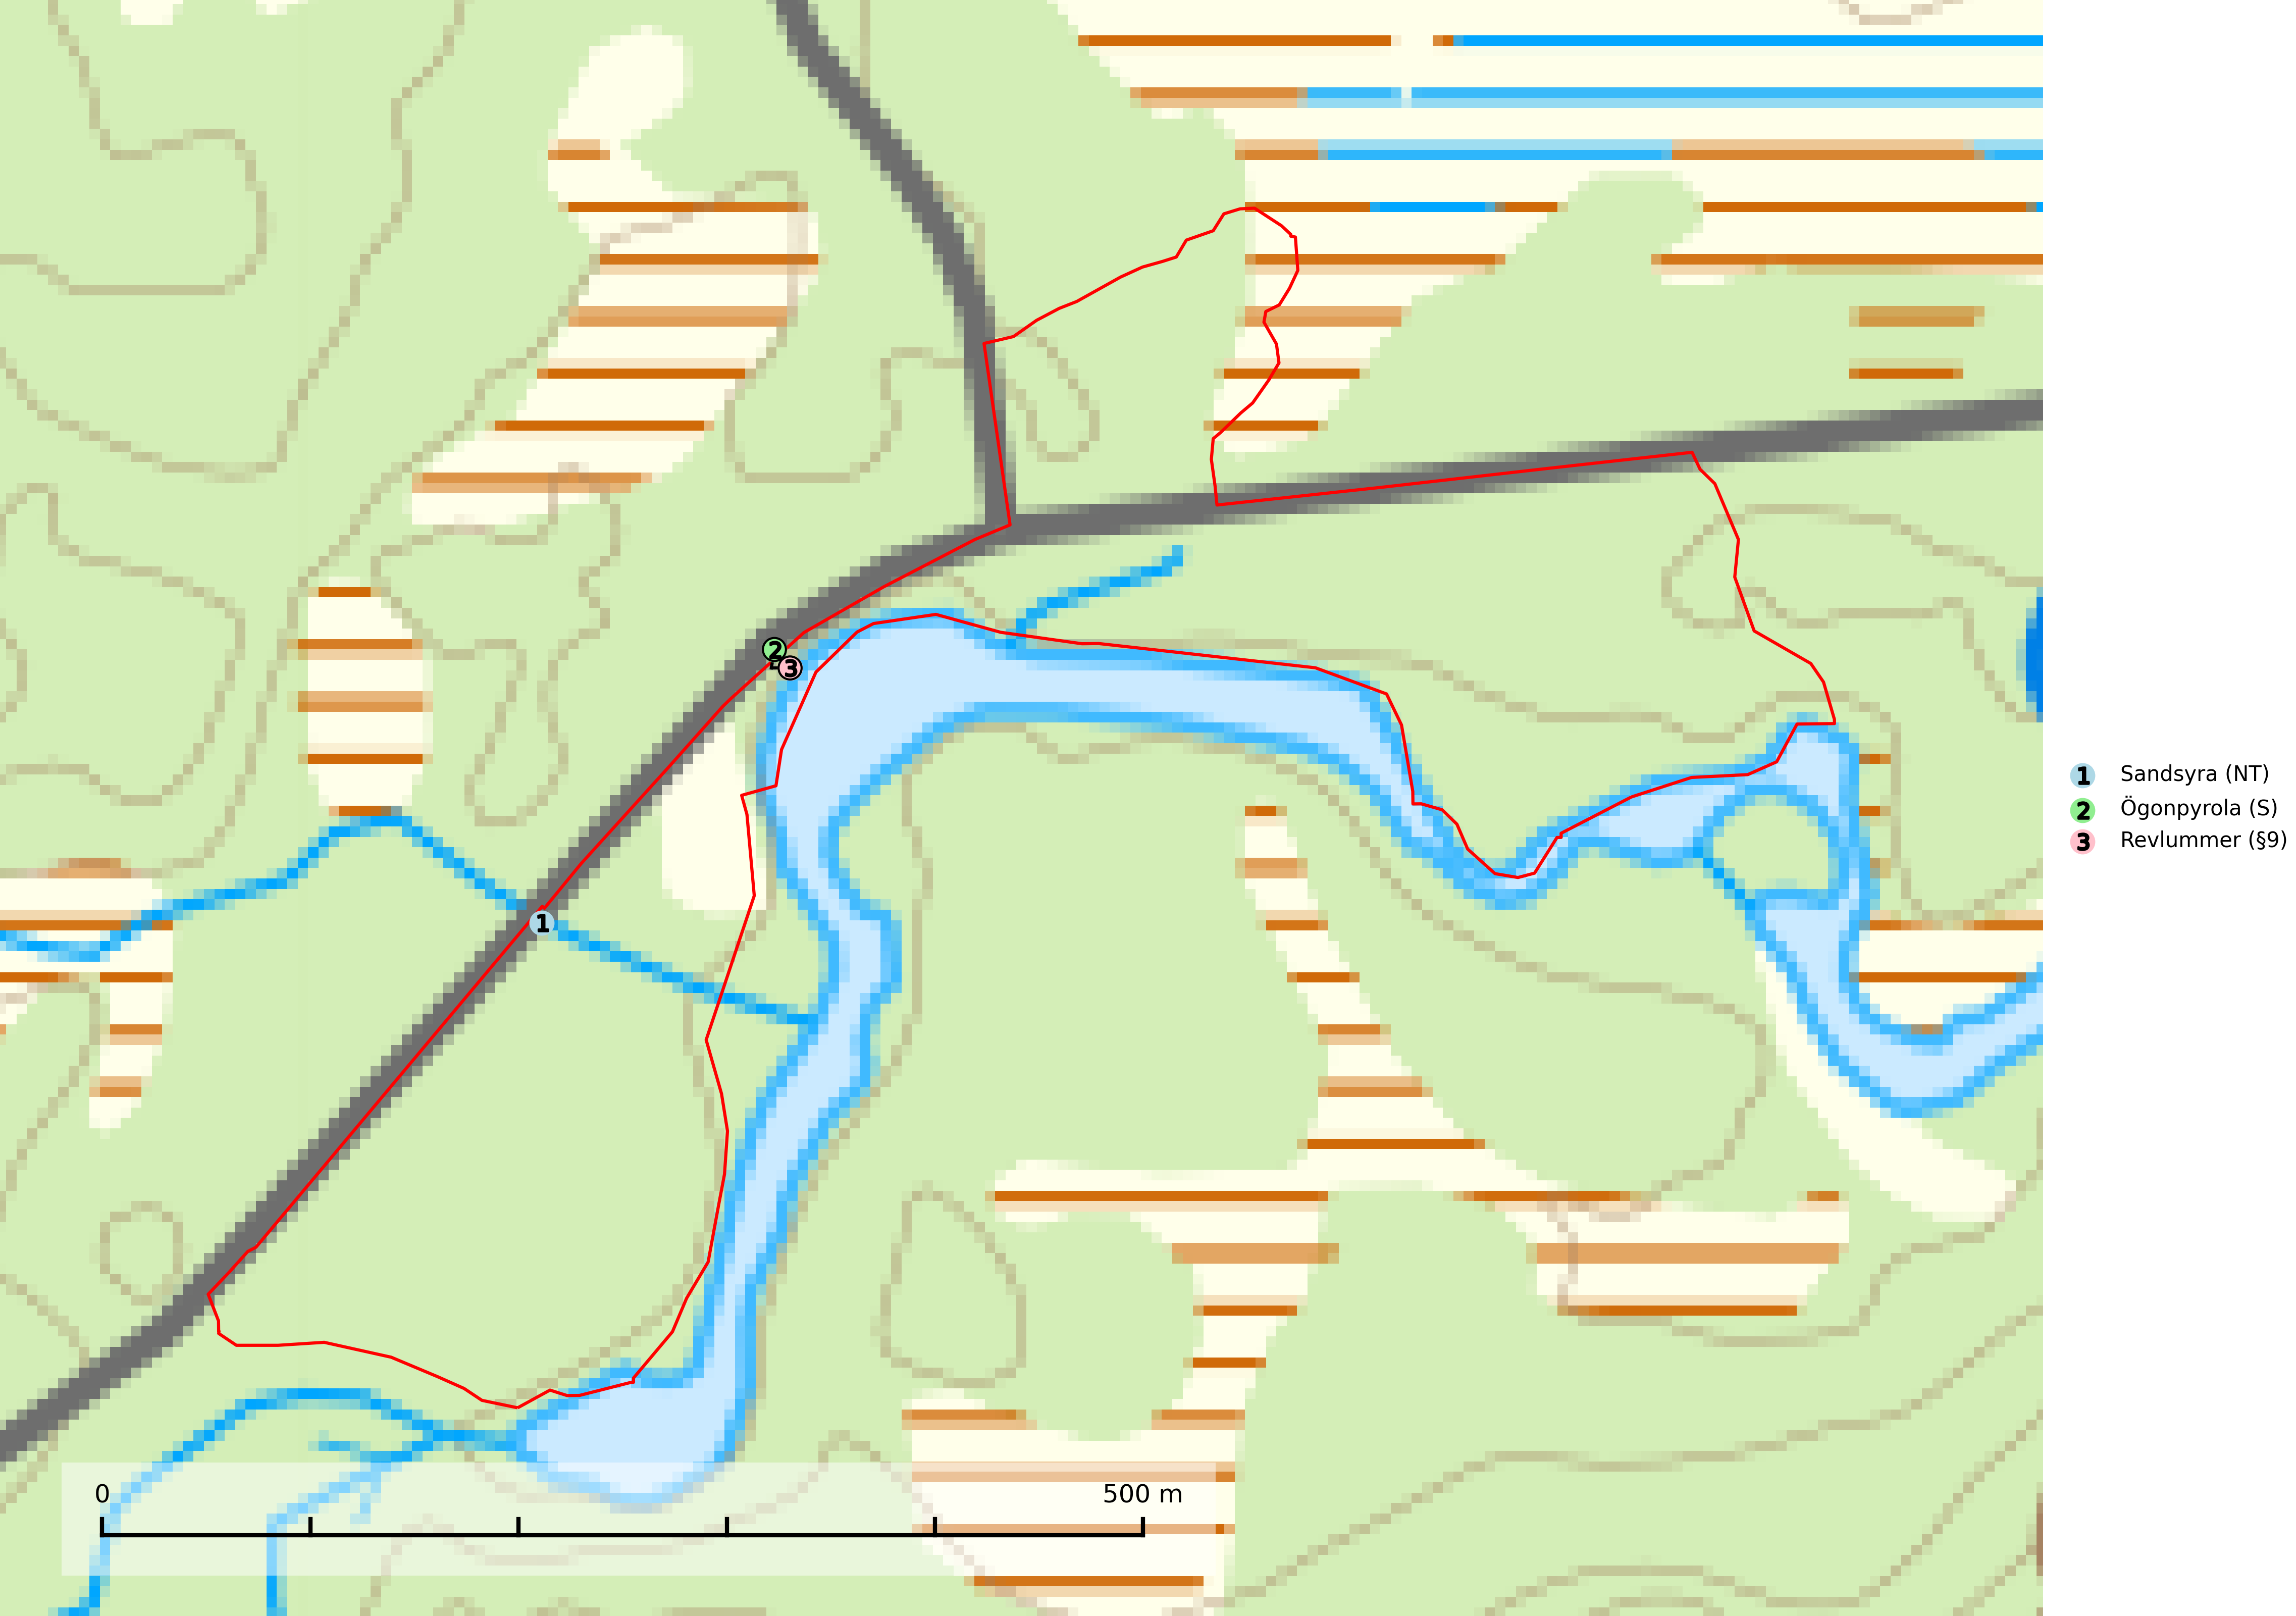 2
3
1
1 Sandsyra (NT)
2 Ögonpyrola (S)
3 Revlummer (§9)
0 500 m